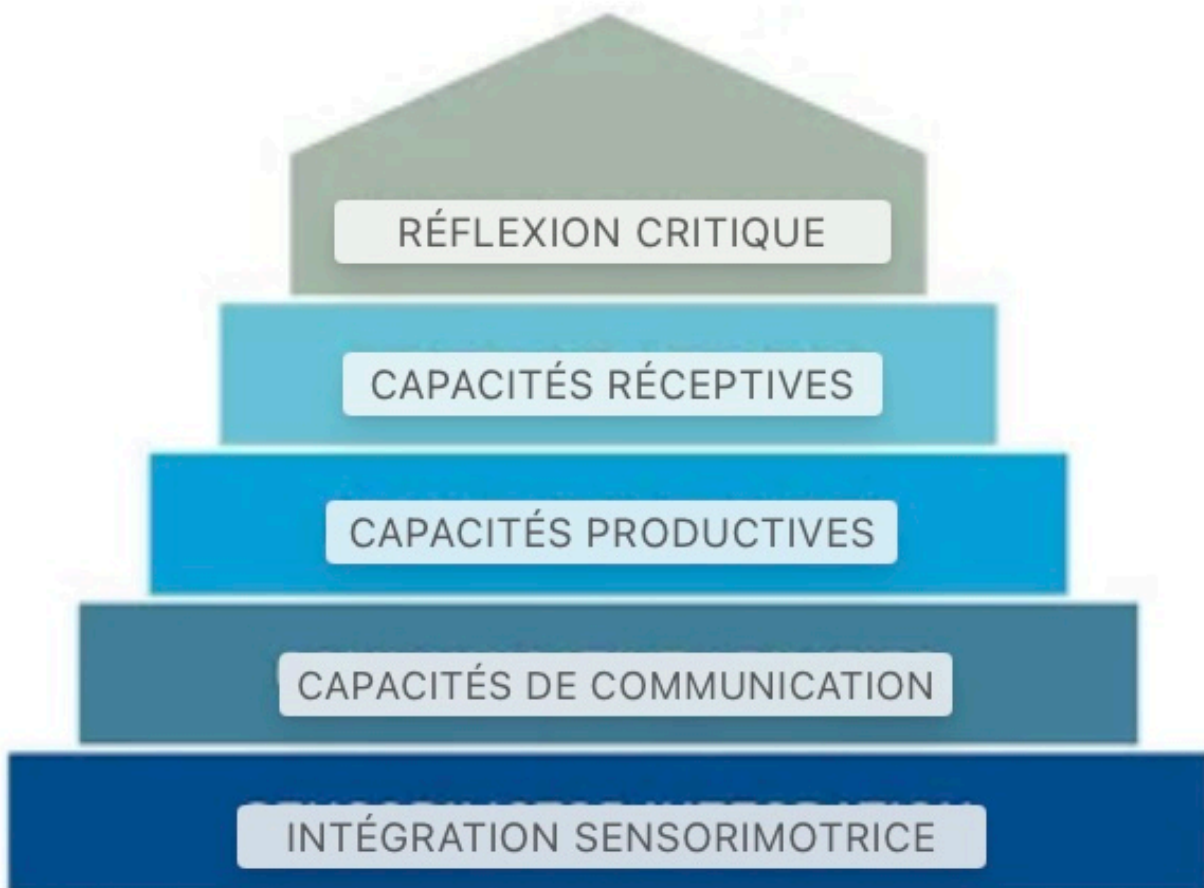 RÉFLEXION CRITIQUE
CAPACITÉS RÉCEPTIVES
CAPACITÉS PRODUCTIVES
CAPACITÉS DE COMMUNICATION
INTÉGRATION SENSORIMOTRICE